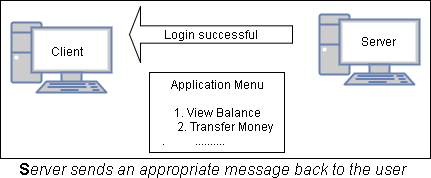 Login successful
Client
Server
Application Menu
1. View Balance
2. Transfer Money
. ..........
Server sends an appropriate message back to the user